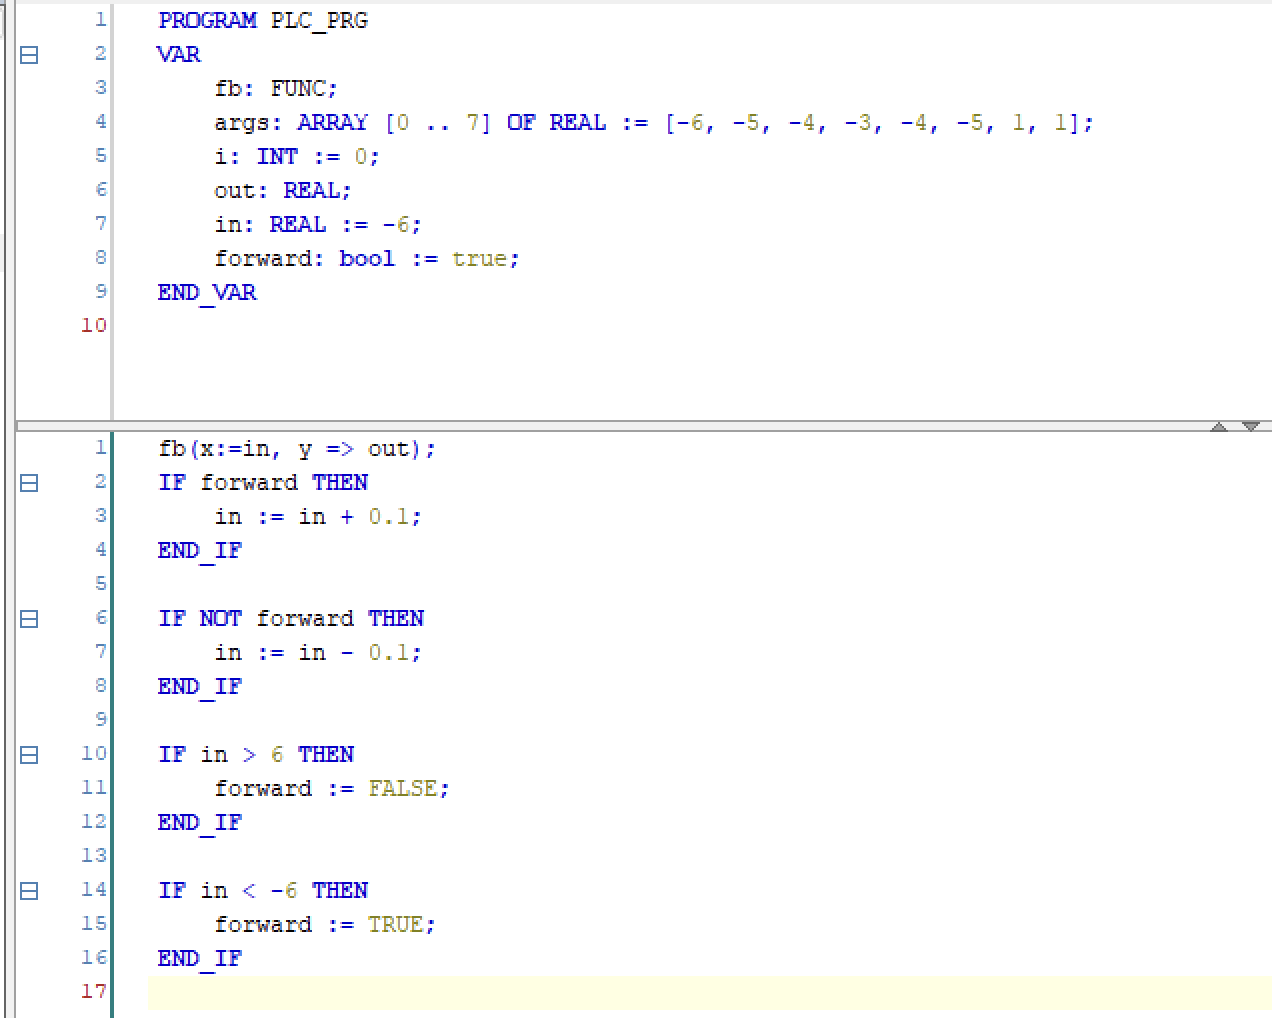 1 PROGRAM PLC_PRG
2 VAR
3 fb: FUNC;
4 args: ARRAY [0 .. 7] OF REAL := [-6, -5, -4, -3, -4, -5, 1, 1];
5 i: INT := 0;
6 out: REAL;
7 in: REAL := -6;
8 forward: bool := true;
9 END_VAR
10
1 fb(x:=in, y => out);
2 IF forward THEN
3 in := in + 0.1;
4 END_IF
5
6 IF NOT forward THEN
7 in := in - 0.1;
8 END_IF
9
10 IF in > 6 THEN
11 forward := FALSE;
12 END_IF
13
14 IF in < -6 THEN
15 forward := TRUE;
16 END_IF
17